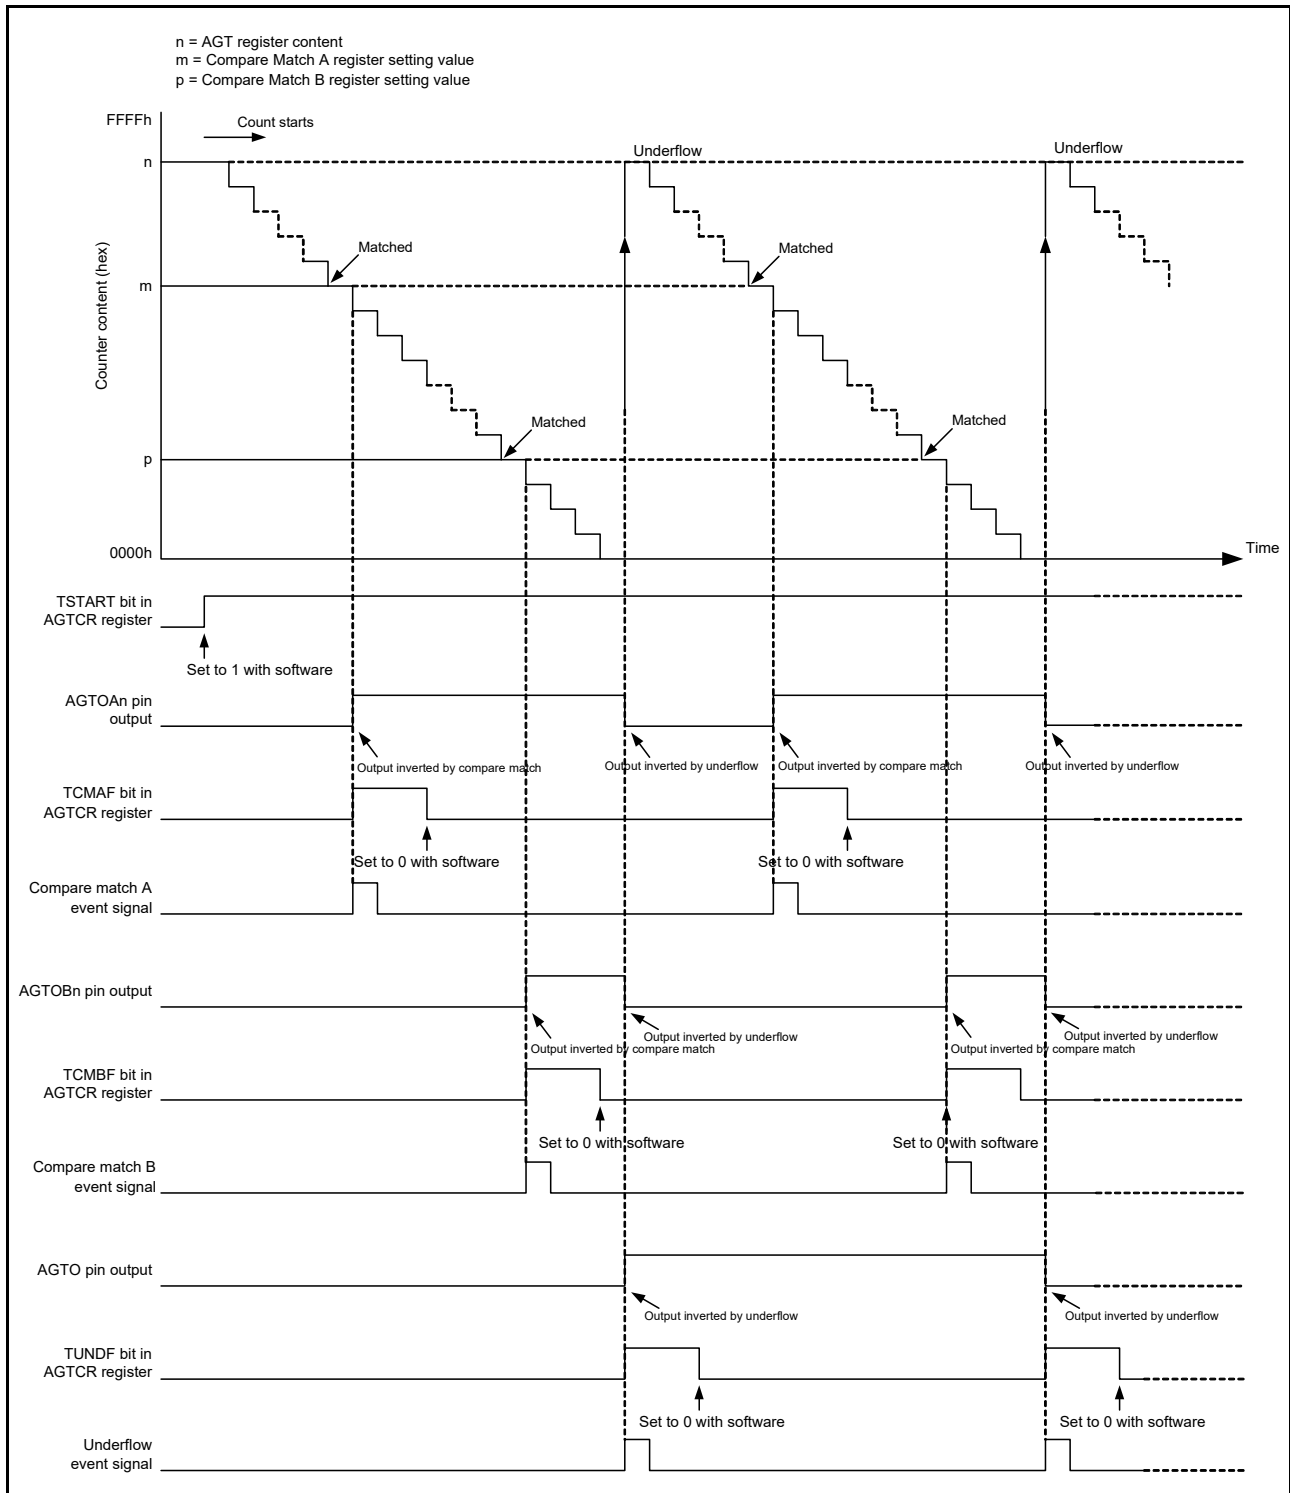 n = AGT register content
m = Compare Match A register setting value
p = Compare Match B register setting value
FFFFh
Count starts
n
Underflow
Underflow
Matched
Matched
Counter content (hex)
m
Matched
Matched
p
0000h
Time
TSTART bit in
AGTCR register
Set to 1 with software
AGTOAn pin
output
Output inverted by compare match
Output inverted by underflow
Output inverted by compare match
Output inverted by underflow
TCMAF bit in
AGTCR register
Set to 0 with software
Set to 0 with software
Compare match A
event signal
AGTOBn pin output
Output inverted by underflow
Output inverted by underflow
Output inverted by compare match
Output inverted by compare match
TCMBF bit in
AGTCR register
Set to 0 with software
Set to 0 with software
Compare match B
event signal
AGTO pin output
Output inverted by underflow
Output inverted by underflow
TUNDF bit in
AGTCR register
Set to 0 with software
Set to 0 with software
Underflow
event signal